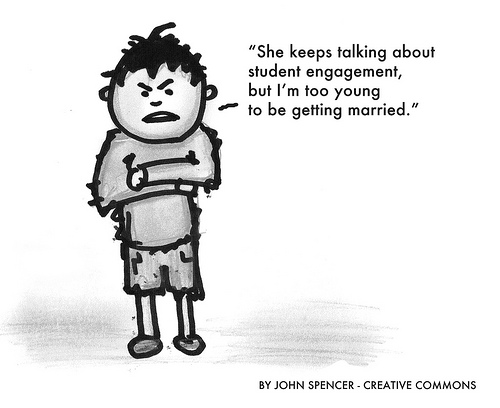 “She keeps talking about
student engagement,
but I’m too young
to be getting married.”
BY JOHN SPENCER - CREATIVE COMMONS